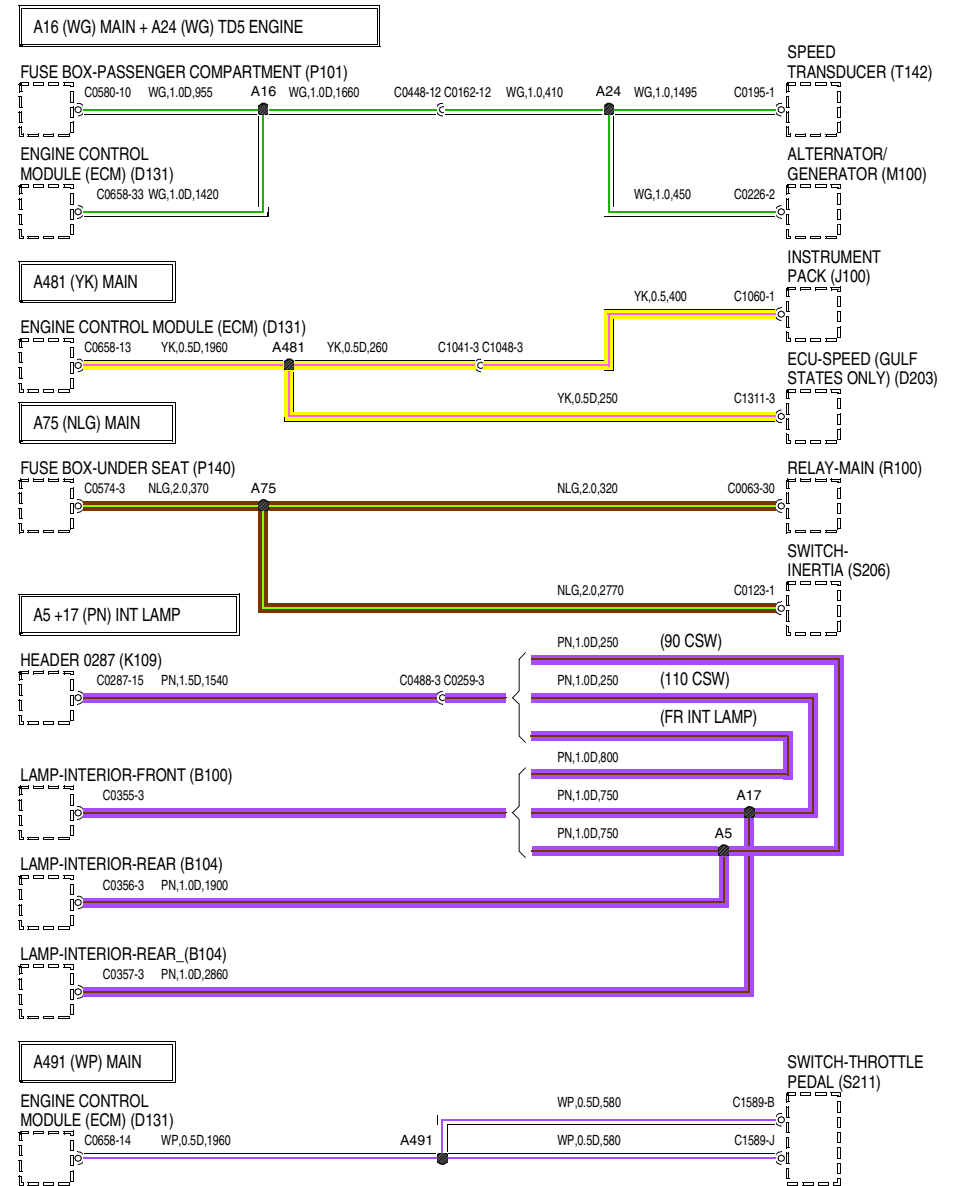 A16 (WG) MAIN + A24 (WG) TD5 ENGINE
SPEED
TRANSDUCER (T142)
FUSE BOX-PASSENGER COMPARTMENT (P101)
C0580-10 WG,1.0D,955 A16 WG,1.0D,1660 C0448-12 C0162-12 WG,1.0,410 A24 WG,1.0,1495 C0195-1
ENGINE CONTROL
MODULE (ECM) (D131)
ALTERNATOR/
GENERATOR (M100)
C0658-33 WG,1.0D,1420 WG,1.0,450 C0226-2
INSTRUMENT
PACK (J100)
A481 (YK) MAIN
YK,0.5,400 C1060-1
ENGINE CONTROL MODULE (ECM) (D131)
C0658-13 YK,0.5D,1960 A481 YK,0.5D,260 C1041-3 C1048-3
ECU-SPEED (GULF
STATES ONLY) (D203)
YK,0.5D,250 C1311-3
A75 (NLG) MAIN
FUSE BOX-UNDER SEAT (P140)
RELAY-MAIN (R100)
C0574-3 NLG,2.0,370 A75 NLG,2.0,320 C0063-30
SWITCH-
INERTIA (S206)
NLG,2.0,2770 C0123-1
A5 +17 (PN) INT LAMP
PN,1.0D,250 (90 CSW)
HEADER 0287 (K109)
C0287-15 PN,1.5D,1540 C0488-3 C0259-3 PN,1.0D,250 (110 CSW)
(FR INT LAMP)
PN,1.0D,800
LAMP-INTERIOR-FRONT (B100)
C0355-3 PN,1.0D,750 A17
PN,1.0D,750 A5
LAMP-INTERIOR-REAR (B104)
C0356-3 PN,1.0D,1900
LAMP-INTERIOR-REAR_(B104)
C0357-3 PN,1.0D,2860
A491 (WP) MAIN
SWITCH-THROTTLE
PEDAL (S211)
ENGINE CONTROL
MODULE (ECM) (D131)
WP,0.5D,580 C1589-B
C0658-14 WP,0.5D,1960 A491 WP,0.5D,580 C1589-J